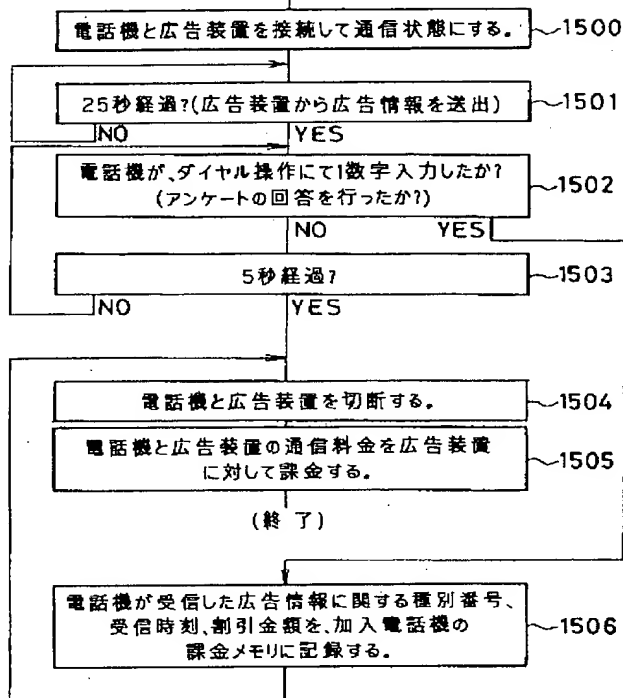 電話機と広告装置を接続して通信状態にする。 1500
25秒経過?(広告装置から広告情報を送出) 1501
NO YES
電話機が、ダイヤル操作にて1数字入力したか? 1502
(アンケートの回答を行ったか?)
NO YES
5秒経過? 1503
NO YES
電話機と広告装置を切断する。 1504
電話機と広告装置の通信料金を広告装置 1505
に対して課金する。
(終了)
電話機が受信した広告情報に関する種別番号、
受信時刻、割引金額を、加入電話機の 1506
課金メモリに記録する。